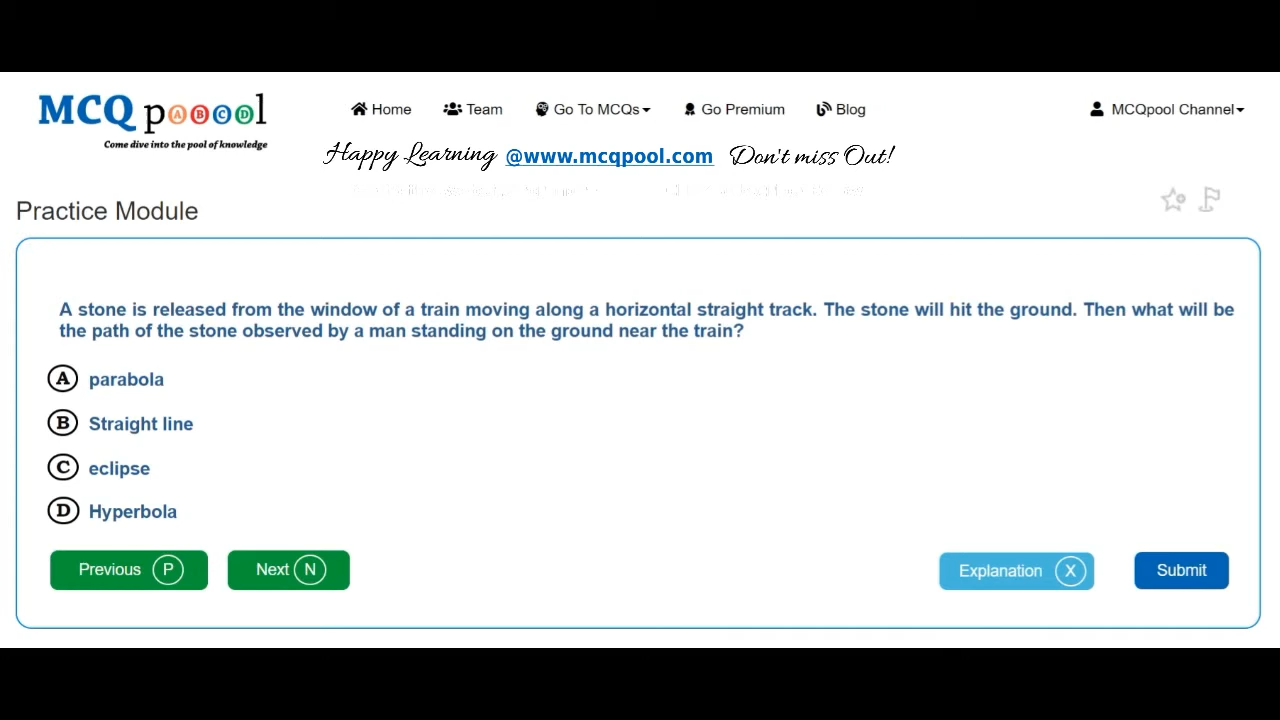 MCQ pABCDl
Come dive into the pool of knowledge
Home Team Go To MCQs Go Premium Blog MCQpool Channel
Happy Learning @www.mcqpool.com Don't miss Out!
Practice Module
A stone is released from the window of a train moving along a horizontal straight track. The stone will hit the ground. Then what will be
the path of the stone observed by a man standing on the ground near the train?
A parabola
B Straight line
C eclipse
D Hyperbola
Previous P Next N Explanation X Submit